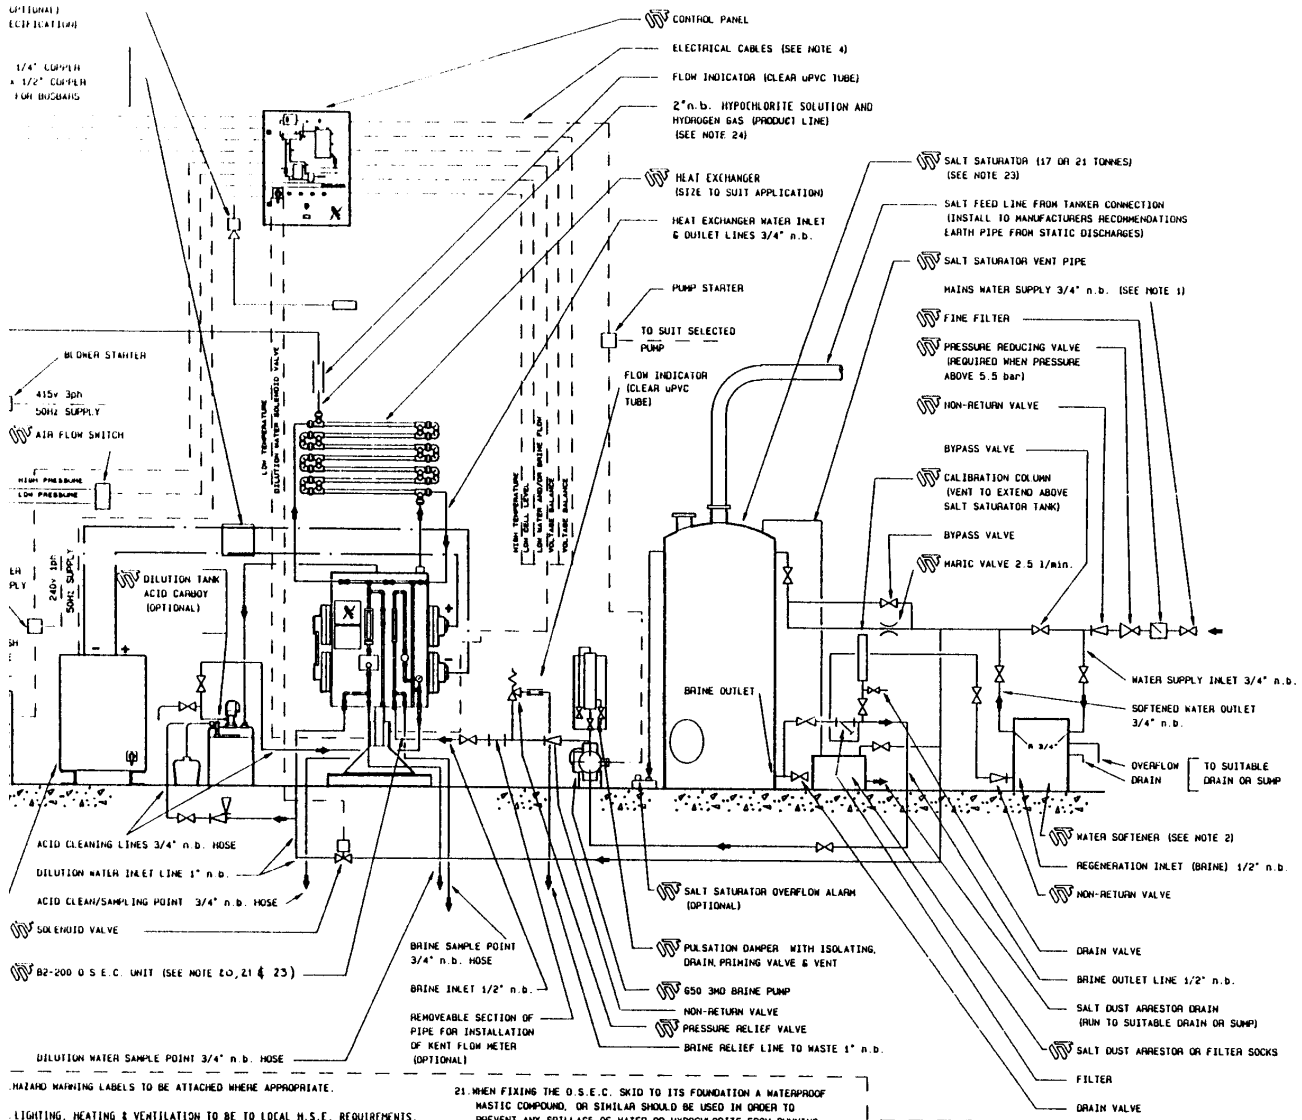 OPTIONAL)
ECIFICATION)
1/4" COPPER
x 1/2" COPPER
FOR BUSBARS
CONTROL PANEL
ELECTRICAL CABLES (SEE NOTE 4)
FLOW INDICATOR (CLEAR uPVC TUBE)
2"n.b. HYPOCHLORITE SOLUTION AND
HYDROGEN GAS (PRODUCT LINE)
(SEE NOTE 24)
HEAT EXCHANGER
(SIZE TO SUIT APPLICATION)
HEAT EXCHANGER WATER INLET
& OUTLET LINES 3/4" n.b.
PUMP STARTER
TO SUIT SELECTED
PUMP
FLOW INDICATOR
(CLEAR uPVC
TUBE)
SALT SATURATOR (17 OR 21 TONNES)
(SEE NOTE 23)
SALT FEED LINE FROM TANKER CONNECTION
(INSTALL TO MANUFACTURERS RECOMMENDATIONS
EARTH PIPE FROM STATIC DISCHARGES)
SALT SATURATOR VENT PIPE
MAINS WATER SUPPLY 3/4" n.b. (SEE NOTE 1)
FINE FILTER
PRESSURE REDUCING VALVE
(REQUIRED WHEN PRESSURE
ABOVE 5.5 bar)
NON-RETURN VALVE
BYPASS VALVE
CALIBRATION COLUMN
(VENT TO EXTEND ABOVE
SALT SATURATOR TANK)
BYPASS VALVE
MARIC VALVE 2.5 l/min.
BLOWER STARTER
415v 3ph
50Hz SUPPLY
AIR FLOW SWITCH
HIGH PRESSURE
LOW PRESSURE
LOW TEMPERATURE
DILUTION WATER SOLENOID VALVE
HIGH TEMPERATURE
LOW CELL LEVEL
LOW WATER AND/OR BRINE FLOW
VOLTAGE BALANCE
VOLTAGE BALANCE
ER
PLY
240v 1ph
50Hz SUPPLY
DILUTION TANK
ACID CARBOY
(OPTIONAL)
SH
- +
+
-
BRINE OUTLET
R 3/4"
WATER SUPPLY INLET 3/4" n.b.
SOFTENED WATER OUTLET
3/4" n.b.
OVERFLOW
DRAIN
TO SUITABLE
DRAIN OR SUMP
WATER SOFTENER (SEE NOTE 2)
REGENERATION INLET (BRINE) 1/2" n.b.
NON-RETURN VALVE
DRAIN VALVE
BRINE OUTLET LINE 1/2" n.b.
SALT DUST ARRESTOR DRAIN
(RUN TO SUITABLE DRAIN OR SUMP)
SALT DUST ARRESTOR OR FILTER SOCKS
FILTER
DRAIN VALVE
ACID CLEANING LINES 3/4" n.b. HOSE
DILUTION WATER INLET LINE 1" n.b.
ACID CLEAN/SAMPLING POINT 3/4" n.b. HOSE
SOLENOID VALVE
B2-200 O S E.C. UNIT (SEE NOTE 20,21 & 23)
DILUTION WATER SAMPLE POINT 3/4" n.b. HOSE
BRINE SAMPLE POINT
3/4" n.b. HOSE
BRINE INLET 1/2" n.b.
REMOVEABLE SECTION OF
PIPE FOR INSTALLATION
OF KENT FLOW METER
(OPTIONAL)
SALT SATURATOR OVERFLOW ALARM
(OPTIONAL)
PULSATION DAMPER WITH ISOLATING,
DRAIN, PRIMING VALVE & VENT
650 3MD BRINE PUMP
NON-RETURN VALVE
PRESSURE RELIEF VALVE
BRINE RELIEF LINE TO WASTE 1" n.b.
.HAZARD WARNING LABELS TO BE ATTACHED WHERE APPROPRIATE.
.LIGHTING, HEATING & VENTILATION TO BE TO LOCAL H.S.E. REQUIREMENTS.
21.WHEN FIXING THE O.S.E.C. SKID TO ITS FOUNDATION A WATERPROOF
MASTIC COMPOUND, OR SIMILAR SHOULD BE USED IN ORDER TO
PREVENT ANY SPILLAGE OF WATER OR HYPOCHLORITE FROM RUNNING